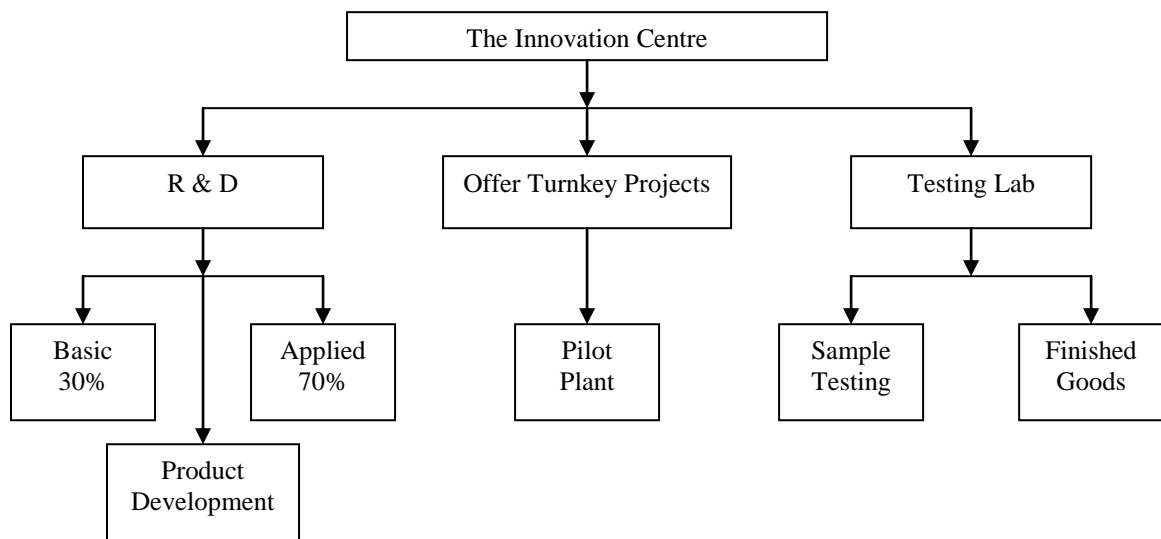 The Innovation Centre
R & D
Offer Turnkey Projects
Testing Lab
Basic
30%
Applied
70%
Pilot
Plant
Sample
Testing
Finished
Goods
Product
Development